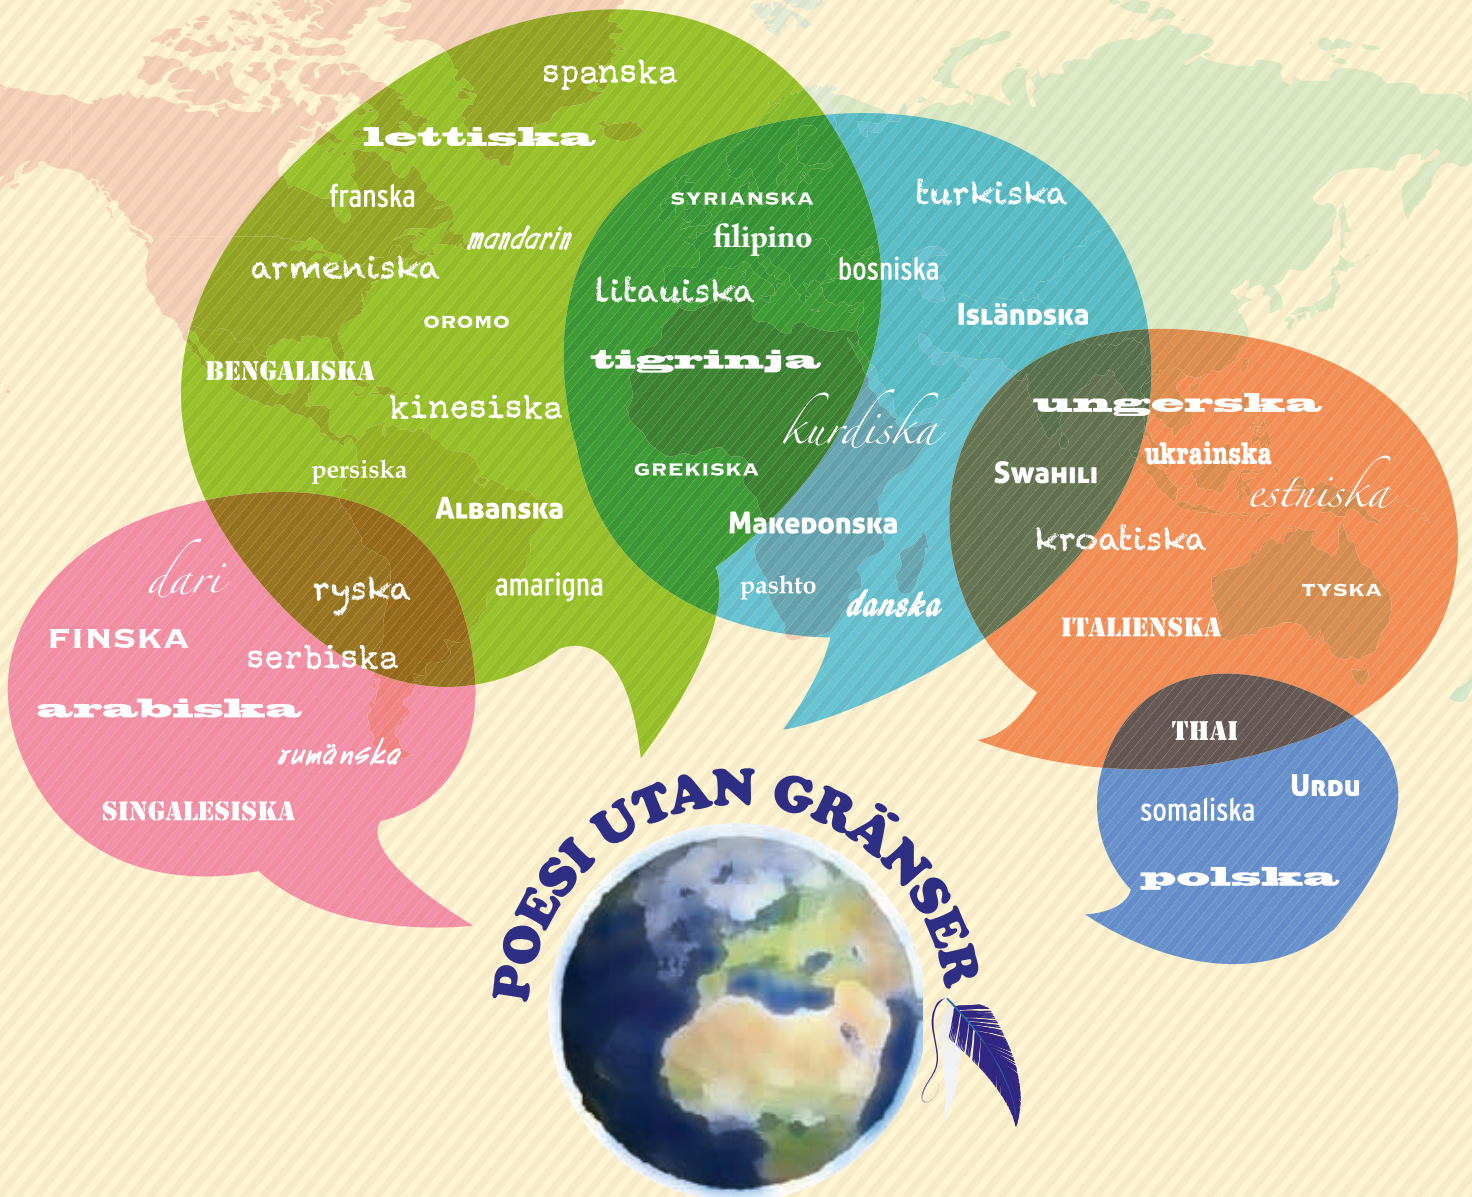 spanska
lettiska
franska
mandarin
armeniska
OROMO
BENGALISKA
kinesiska
persiska
ALBANSKA
amarigna
SYRIANSKA
filipino
litauiska
tigrinja
kurdiska
GREKISKA
MAKEDONSKA
pashto
danska
turkiska
bosniska
ISLÄNDSKA
ungerska
ukrainska
SWAHILI
estniska
kroatiska
TYSKA
ITALIENSKA
dari
ryska
FINSKA
serbiska
arabiska
rumänska
SINGALESISKA
THAI
URDU
somaliska
polska
POESI UTAN GRÄNSER